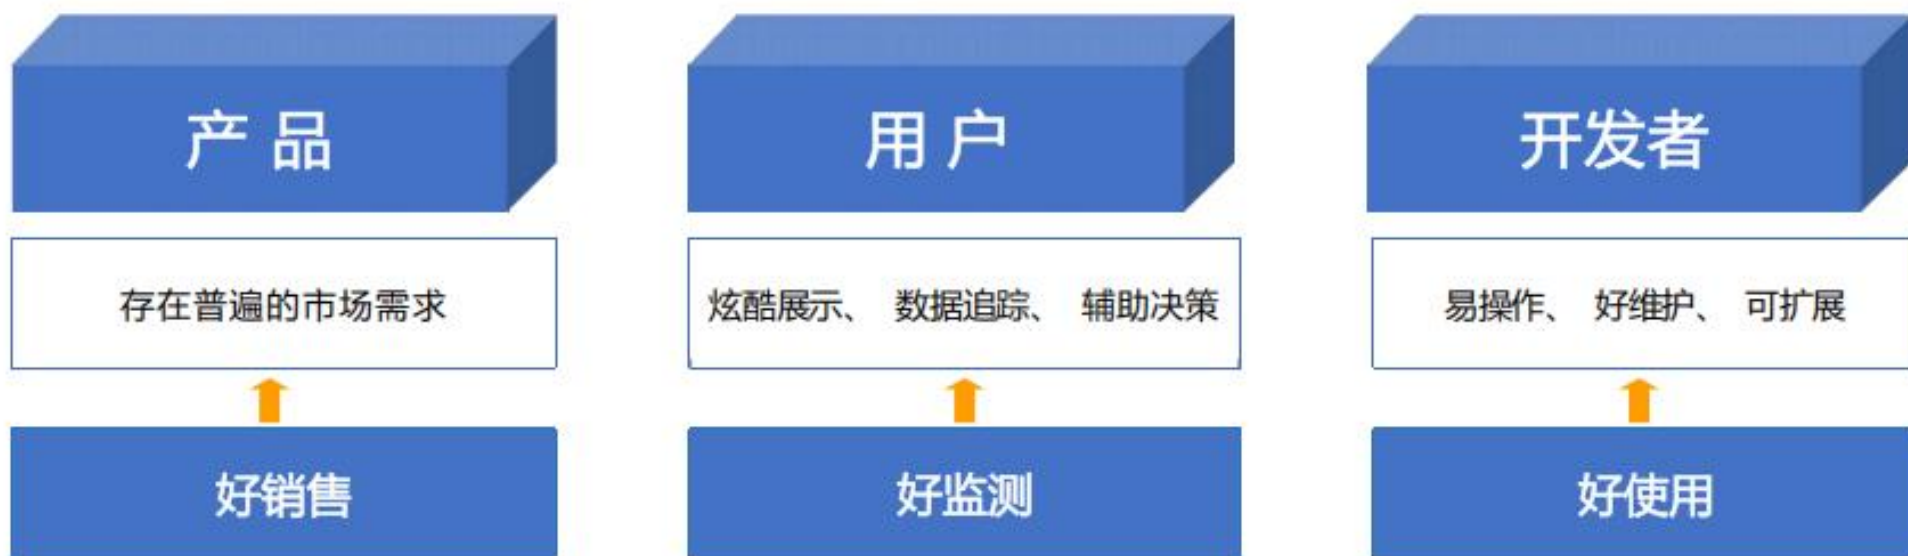 产品
用户
开发者
存在普遍的市场需求
炫酷展示、 数据追踪、 辅助决策
易操作、 好维护、 可扩展
好销售
好监测
好使用